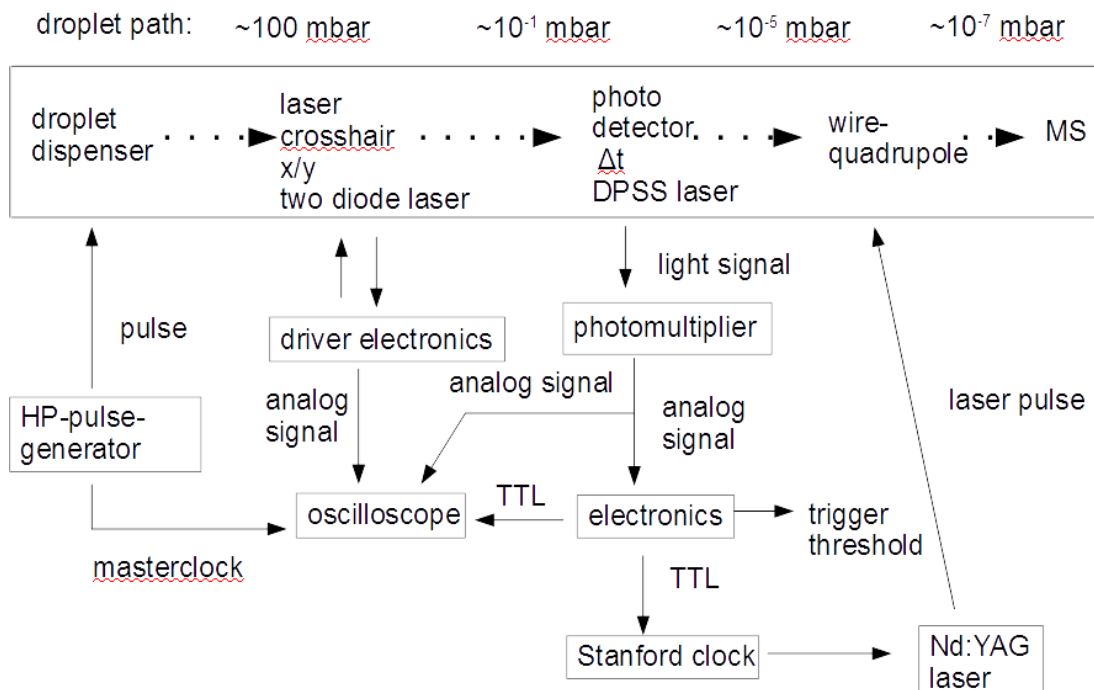 droplet path: ~100 mbar ~10⁻¹ mbar ~10⁻⁵ mbar ~10⁻⁷ mbar
droplet
dispenser
laser
crosshair
x/y
two diode laser
photo
detector
Δt
DPSS laser
wire-
quadrupole
MS
pulse
light signal
driver electronics
photomultiplier
analog signal
analog
signal
analog
signal
laser pulse
HP-pulse-
generator
oscilloscope
TTL
electronics
trigger
threshold
masterclock
TTL
Stanford clock
Nd:YAG
laser